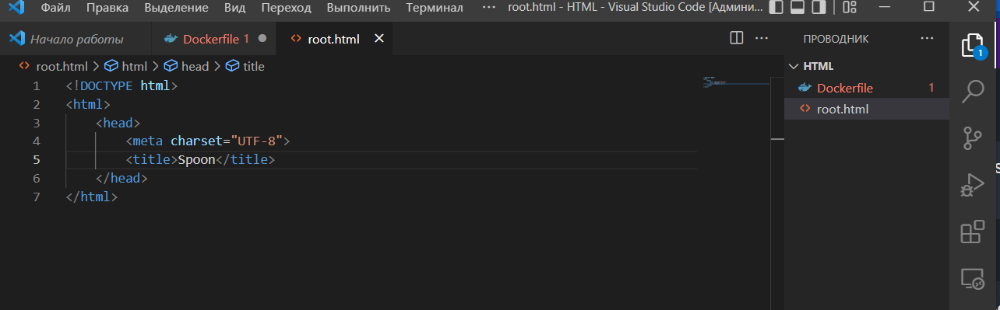 Файл Правка Выделение Вид Переход Выполнить Терминал ··· root.html - HTML - Visual Studio Code [Админи...
Начало работы Dockerfile 1 root.html
root.html > html > head > title
1 <!DOCTYPE html>
2 <html>
3 <head>
4 <meta charset="UTF-8">
5 <title>Spoon</title>
6 </head>
7 </html>
ПРОВОДНИК ···
HTML
Dockerfile 1
root.html
1